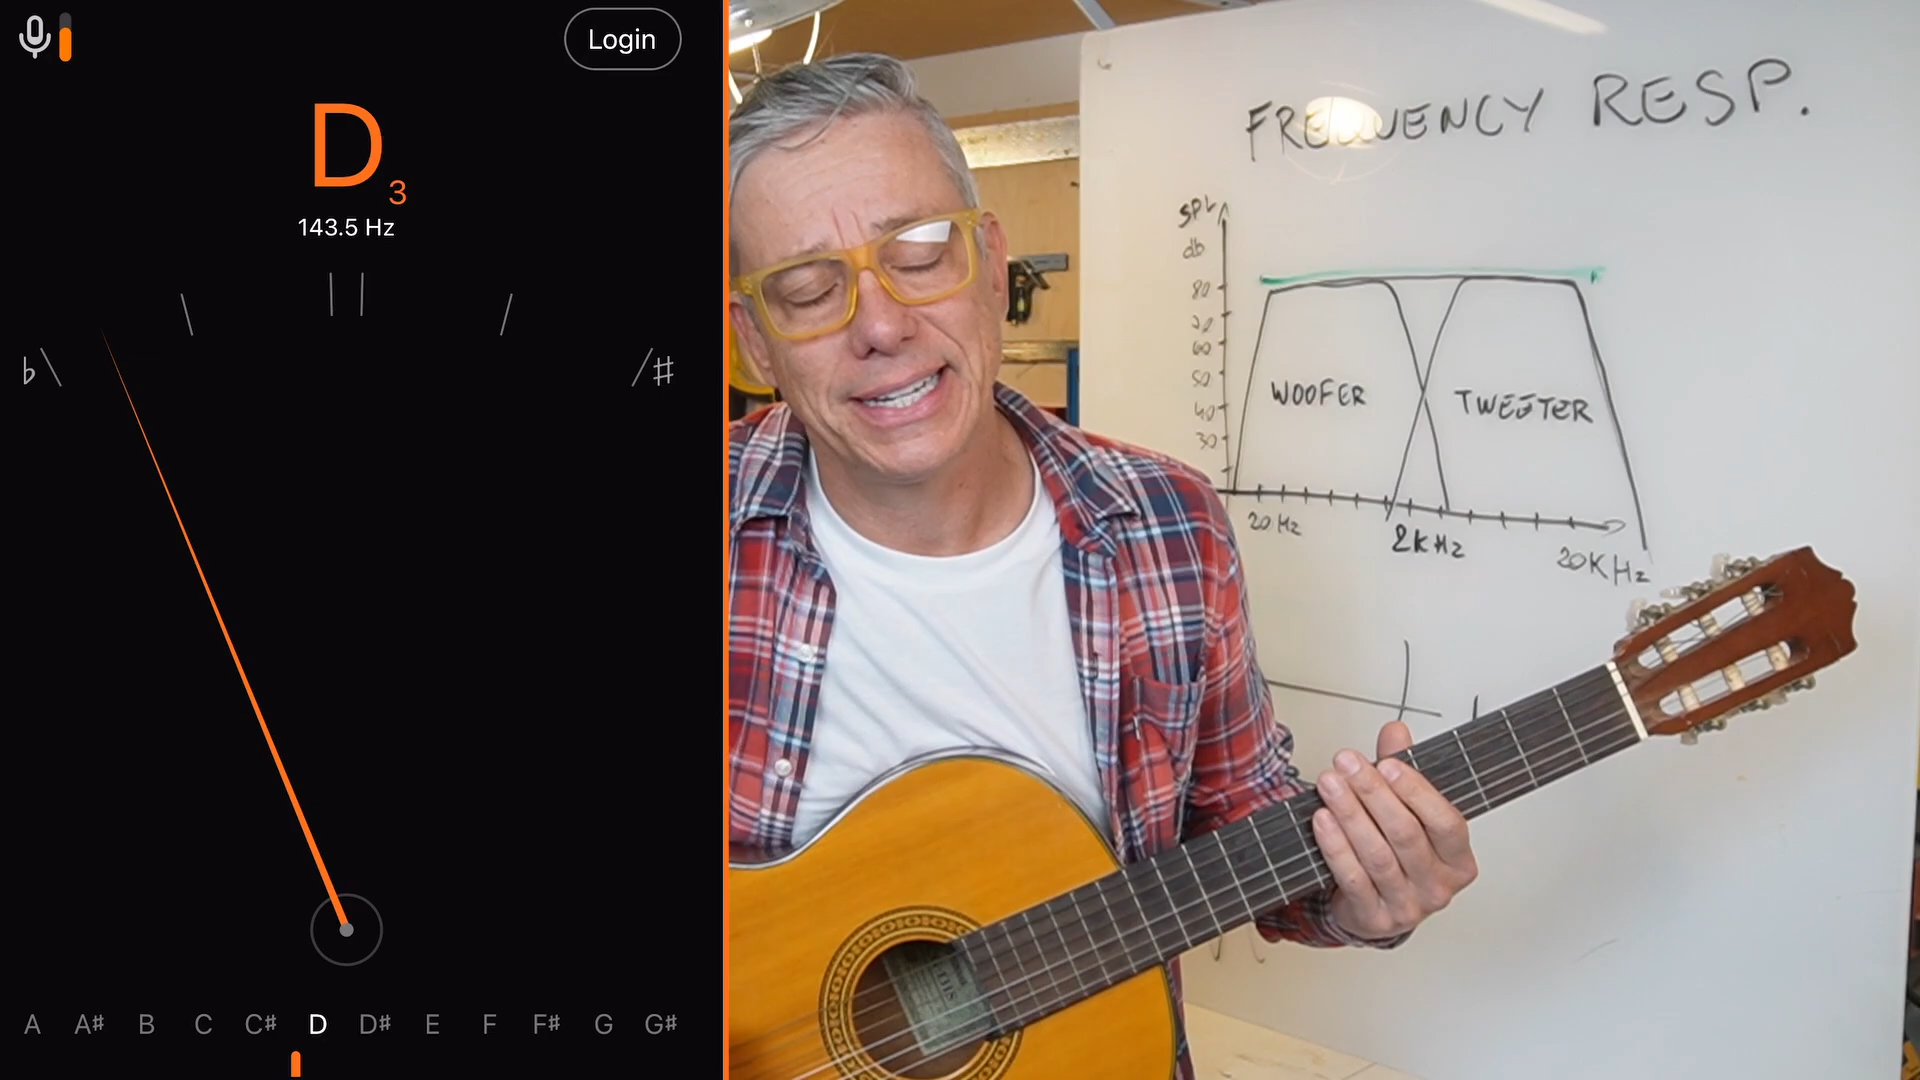 Login
D
3
143.5 Hz
♭
♯
A A♯ B C C♯ D D♯ E F F♯ G G♯
FREQUENCY RESP.
SPL
db
80
70
60
50
40
30
WOOFER
TWEETER
20 Hz
2KHz
20KHz